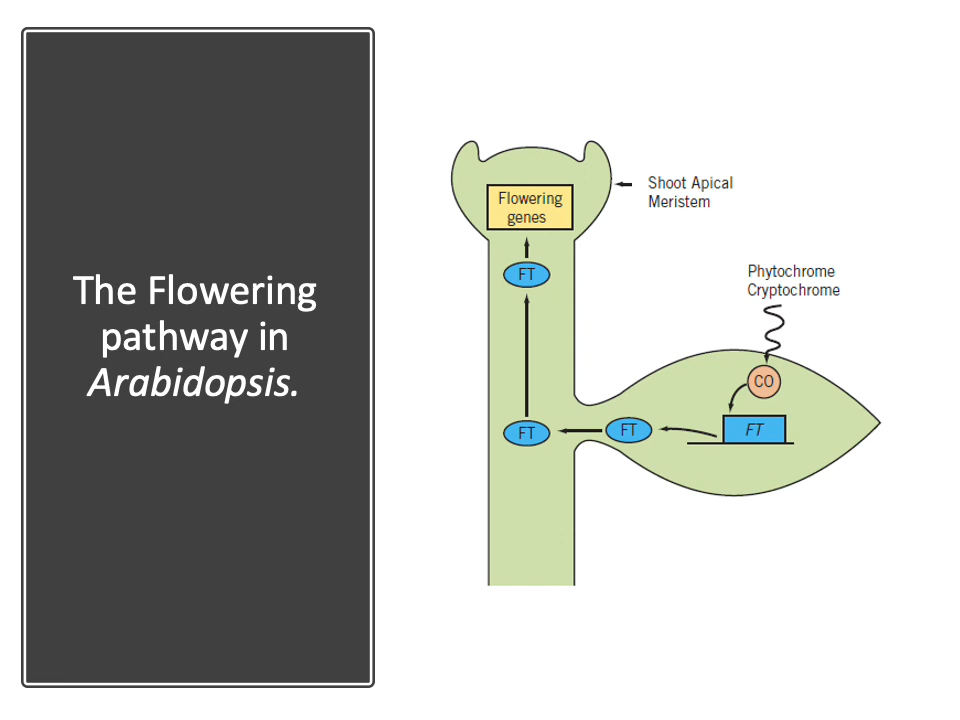 The Flowering
pathway in
Arabidopsis.
Flowering
genes
Shoot Apical
Meristem
FT
Phytochrome
Cryptochrome
CO
FT
FT
FT